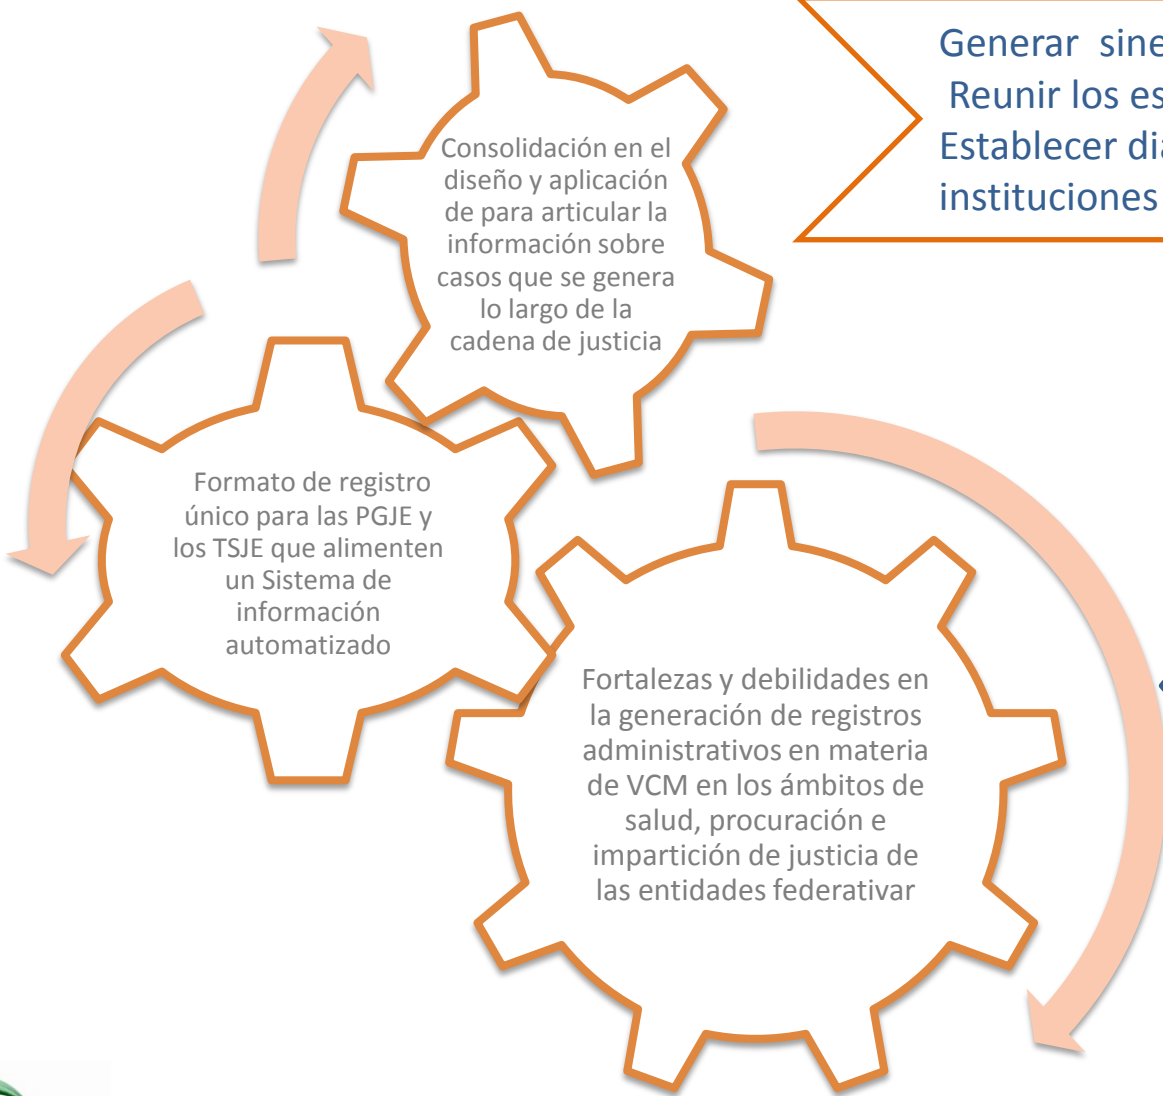 Generar sine
Reunir los es
Establecer dia
instituciones
Consolidación en el
diseño y aplicación
de para articular la
información sobre
casos que se genera
lo largo de la
cadena de justicia
Formato de registro
único para las PGJE y
los TSJE que alimenten
un Sistema de
información
automatizado
Fortalezas y debilidades en
la generación de registros
administrativos en materia
de VCM en los ámbitos de
salud, procuración e
impartición de justicia de
las entidades federativar